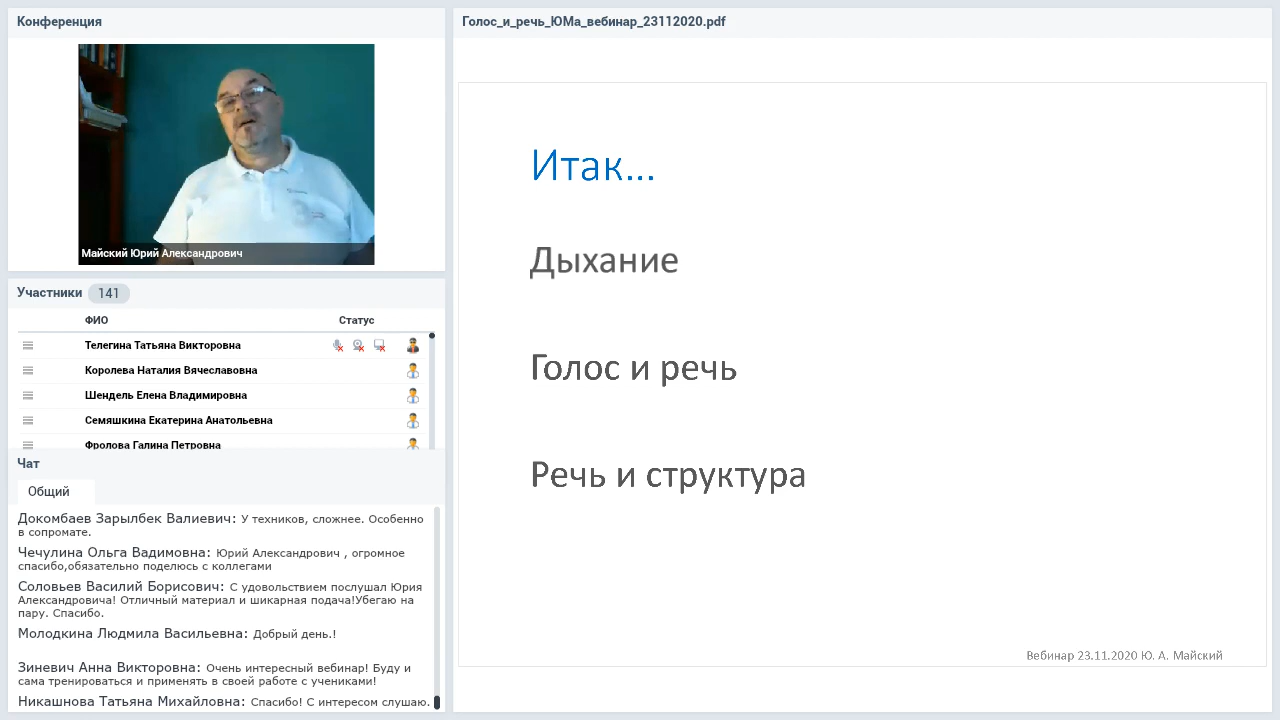 Конференция
Майский Юрий Александрович
Участники 141
ФИО Статус
Телегина Татьяна Викторовна
Королева Наталия Вячеславовна
Шендель Елена Владимировна
Семяшкина Екатерина Анатольевна
Фролова Галина Петровна
Чат
Общий
Докомбаев Зарылбек Валиевич: У техников, сложнее. Особенно
в сопромате.
Чечулина Ольга Вадимовна: Юрий Александрович , огромное
спасибо,обязательно поделюсь с коллегами
Соловьев Василий Борисович: С удовольствием послушал Юрия
Александровича! Отличный материал и шикарная подача!Убегаю на
пару. Спасибо.
Молодкина Людмила Васильевна: Добрый день.!
Зиневич Анна Викторовна: Очень интересный вебинар! Буду и
сама тренироваться и применять в своей работе с учениками!
Никашнова Татьяна Михайловна: Спасибо! С интересом слушаю.
Голос_и_речь_ЮМа_вебинар_23112020.pdf
Итак...
Дыхание
Голос и речь
Речь и структура
Вебинар 23.11.2020 Ю. А. Майский